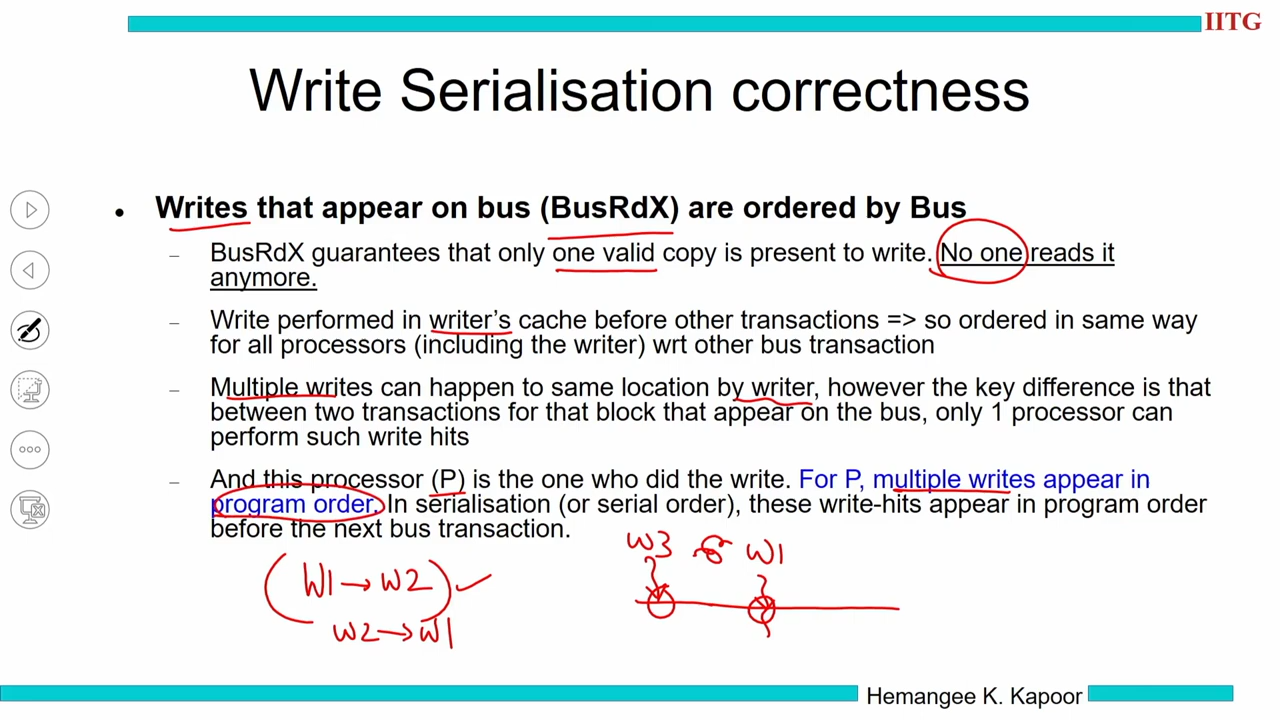 IITG
Write Serialisation correctness
• Writes that appear on bus (BusRdX) are ordered by Bus
– BusRdX guarantees that only one valid copy is present to write. No one reads it
anymore.
– Write performed in writer's cache before other transactions => so ordered in same way
for all processors (including the writer) wrt other bus transaction
– Multiple writes can happen to same location by writer, however the key difference is that
between two transactions for that block that appear on the bus, only 1 processor can
perform such write hits
– And this processor (P) is the one who did the write. For P, multiple writes appear in
program order. In serialisation (or serial order), these write-hits appear in program order
before the next bus transaction.
W3 W1
(W1 → W2) ✓
W2 → W1
Hemangee K. Kapoor